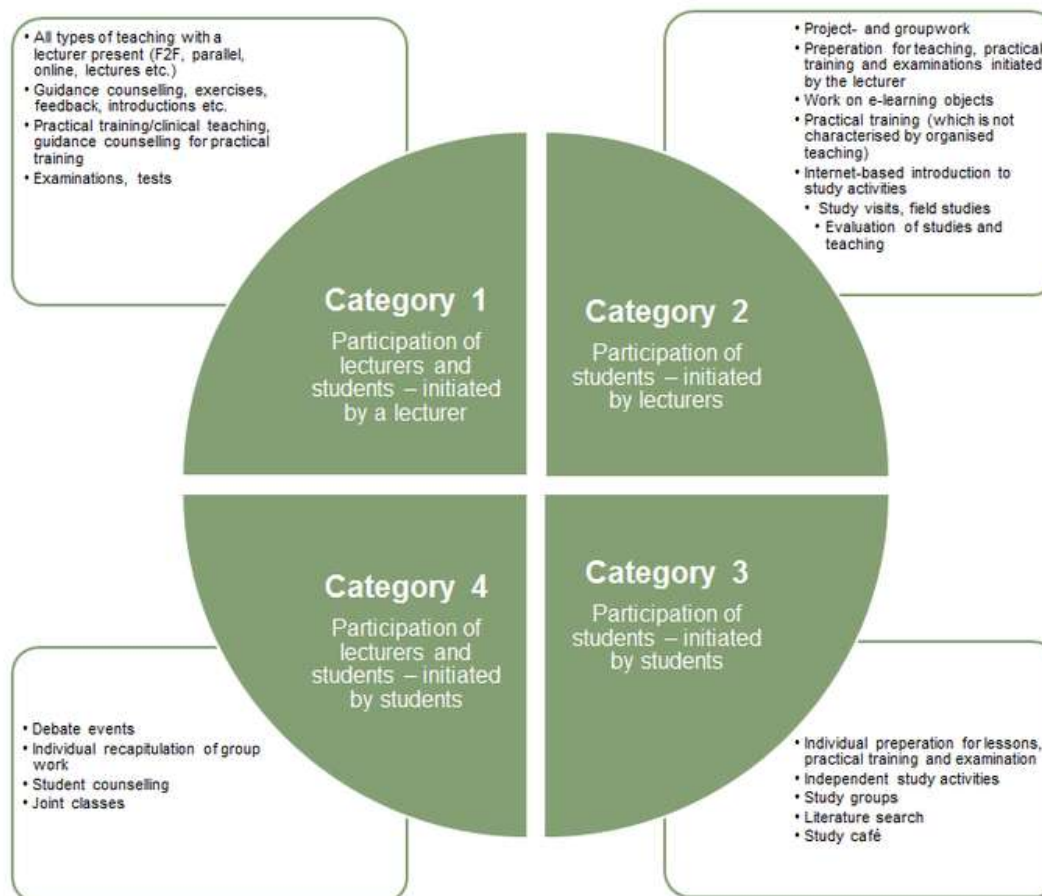 • All types of teaching with a
lecturer present (F2F, parallel,
online, lectures etc.)
• Guidance counselling, exercises,
feedback, introductions etc.
• Practical training/clinical teaching,
guidance counselling for practical
training
• Examinations, tests
• Project- and groupwork
• Preparation for teaching, practical
training and examinations initiated
by the lecturer
• Work on e-learning objects
• Practical training (which is not
characterised by organised
teaching)
• Internet-based introduction to
study activities
• Study visits, field studies
• Evaluation of studies and
teaching
Category 1
Participation of
lecturers and
students – initiated
by a lecturer
Category 2
Participation of
students – initiated
by lecturers
Category 4
Participation of
lecturers and
students – initiated
by students
Category 3
Participation of
students – initiated
by students
• Debate events
• Individual recapitulation of group
work
• Student counselling
• Joint classes
• Individual preperation for lessons,
practical training and examination
• Independent study activities
• Study groups
• Literature search
• Study café